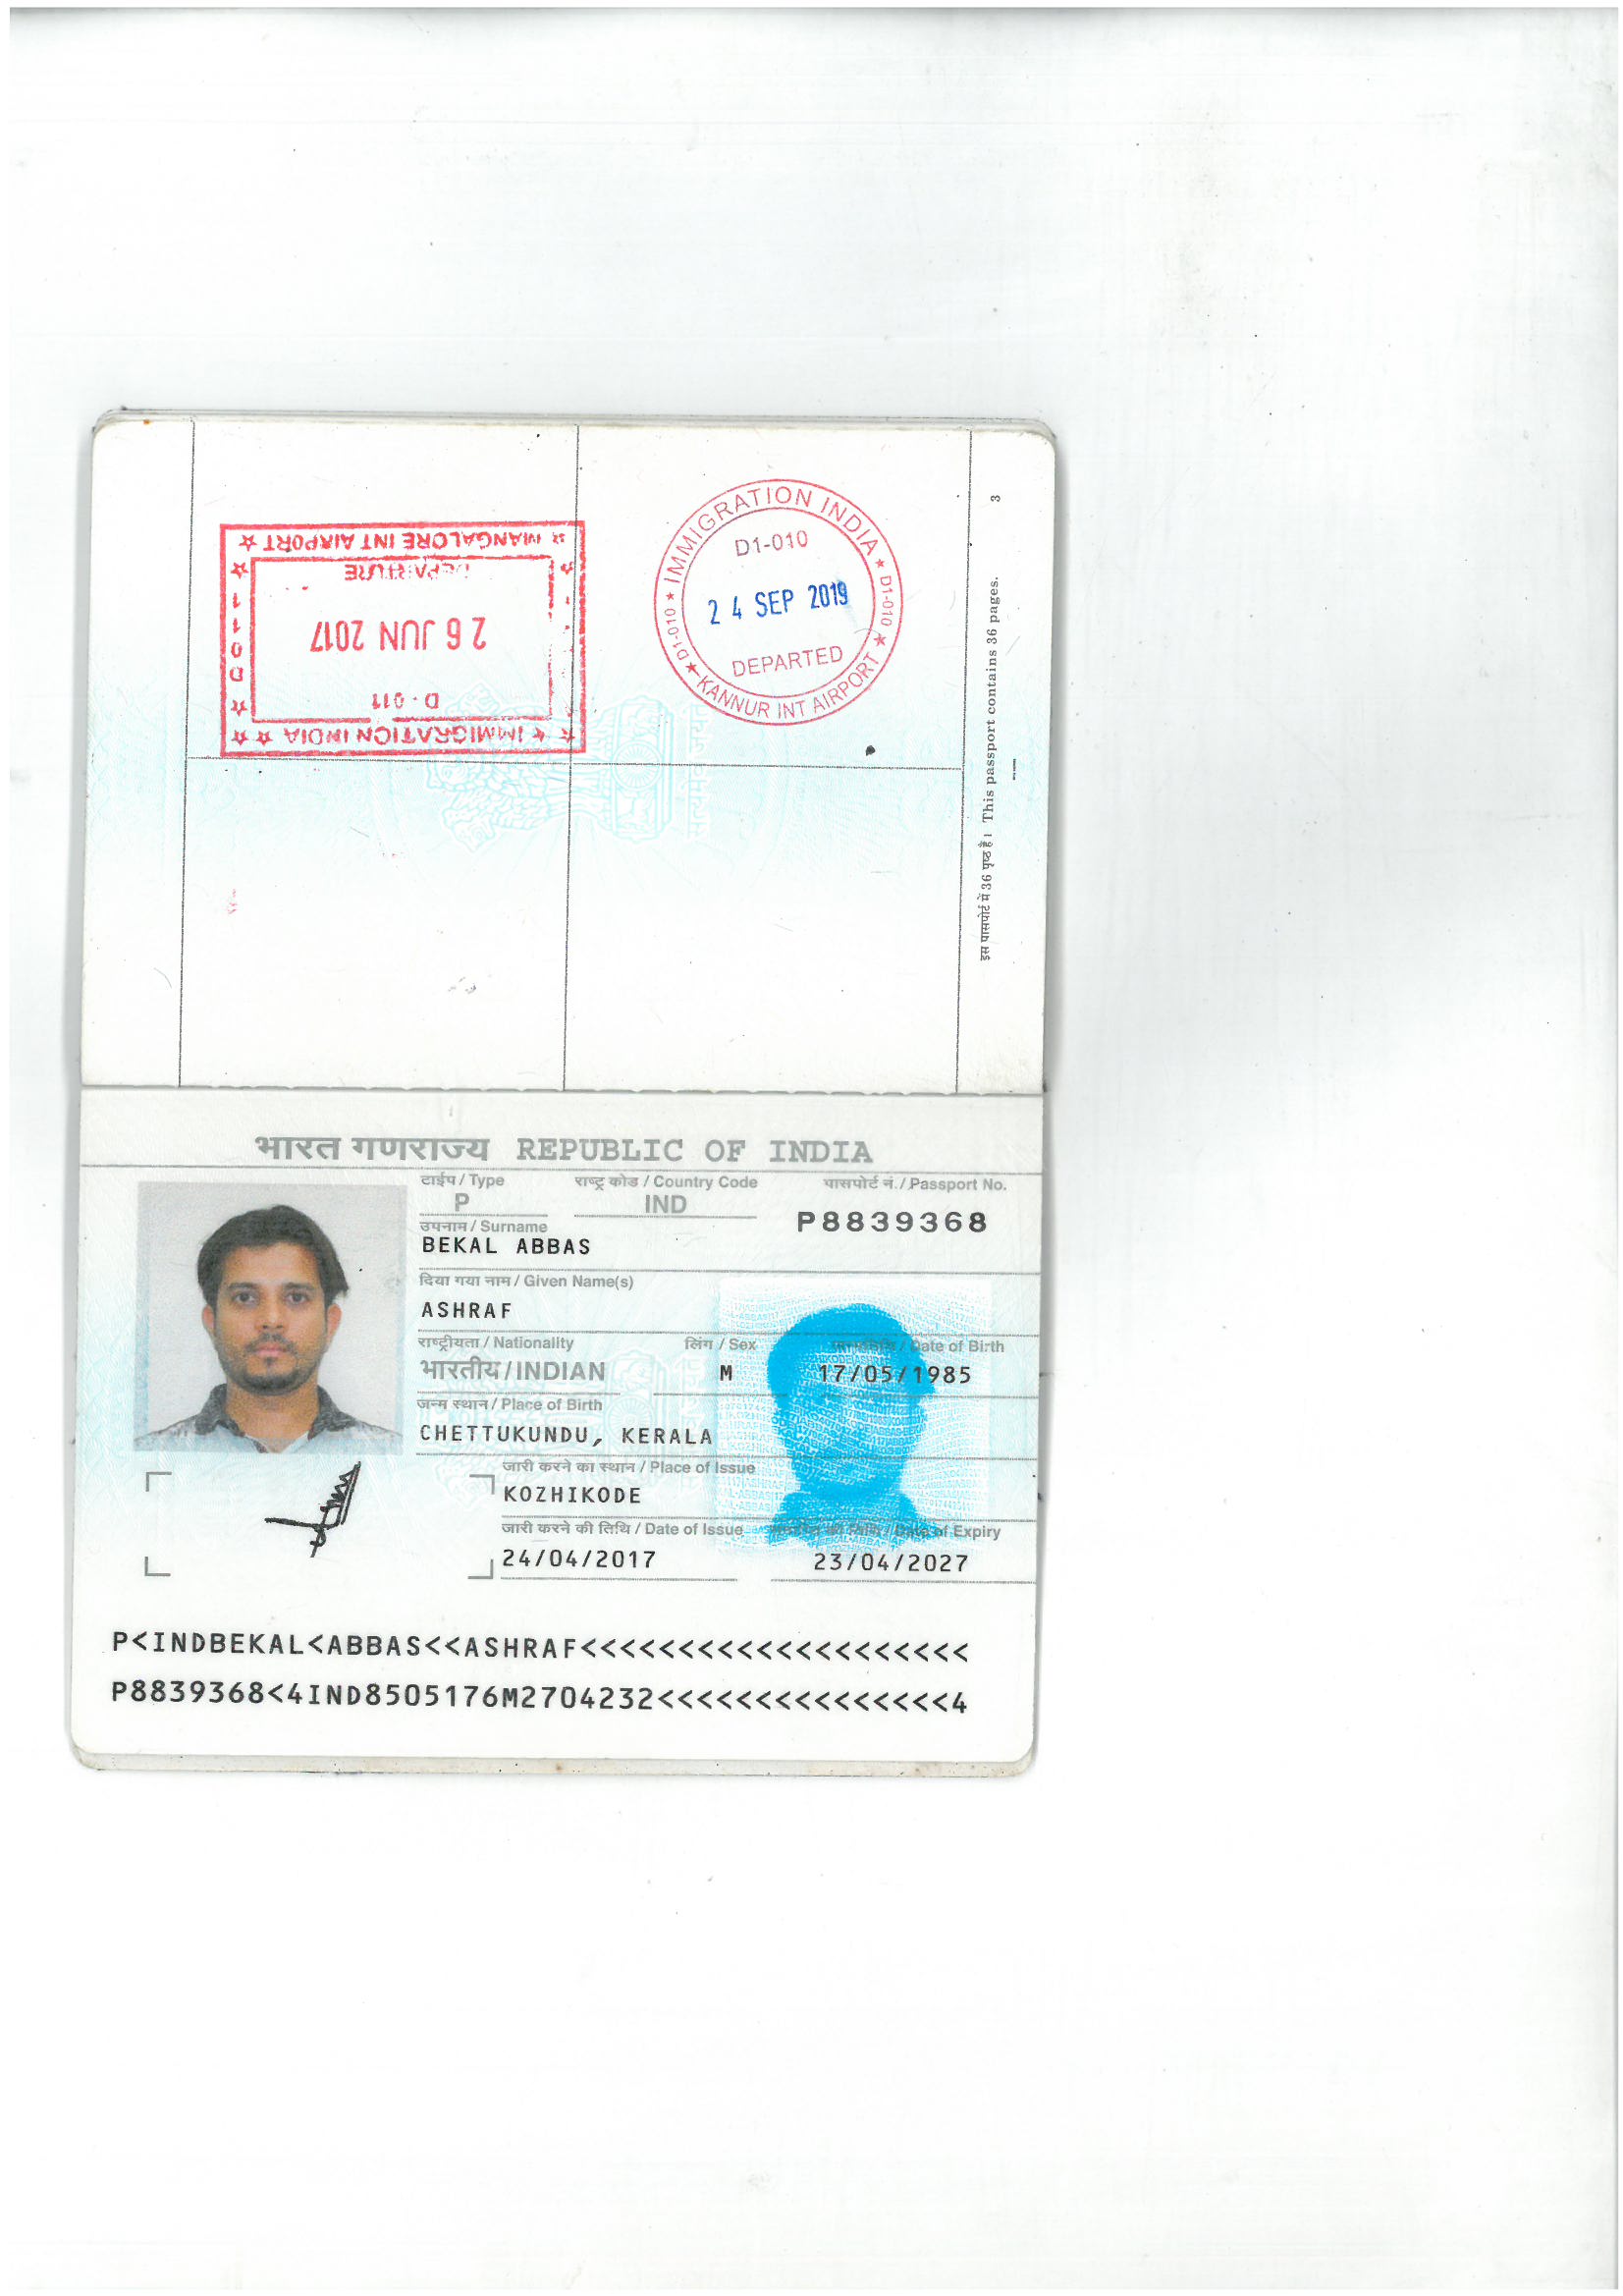 ★ MANGALORE INT AIRPORT ★
DEPARTURE
26 JUN 2017
D-011
★ D 0 1 1 ★
★ IMMIGRATION INDIA ★ ★
★ IMMIGRATION INDIA ★
D1-010
24 SEP 2019
DEPARTED
D1-010 ★ KANNUR INT AIRPORT ★ D1-010
इस पासपोर्ट में 36 पृष्ठ है। This passport contains 36 pages. 3
भारत गणराज्य REPUBLIC OF INDIA
टाईप / Type राष्ट्र कोड / Country Code पासपोर्ट नं. / Passport No.
P IND P8839368
उपनाम / Surname
BEKAL ABBAS
दिया गया नाम / Given Name(s)
ASHRAF
राष्ट्रीयता / Nationality लिंग / Sex / Date of Birth
भारतीय / INDIAN M 17/05/1985
जन्म स्थान / Place of Birth
CHETTUKUNDU, KERALA
जारी करने का स्थान / Place of Issue
KOZHIKODE
जारी करने की तिथि / Date of Issue / Date of Expiry
24/04/2017 23/04/2027
P<INDBEKAL<ABBAS<<ASHRAF<<<<<<<<<<<<<<<<<<<<
P8839368<4IND8505176M2704232<<<<<<<<<<<<<<<4